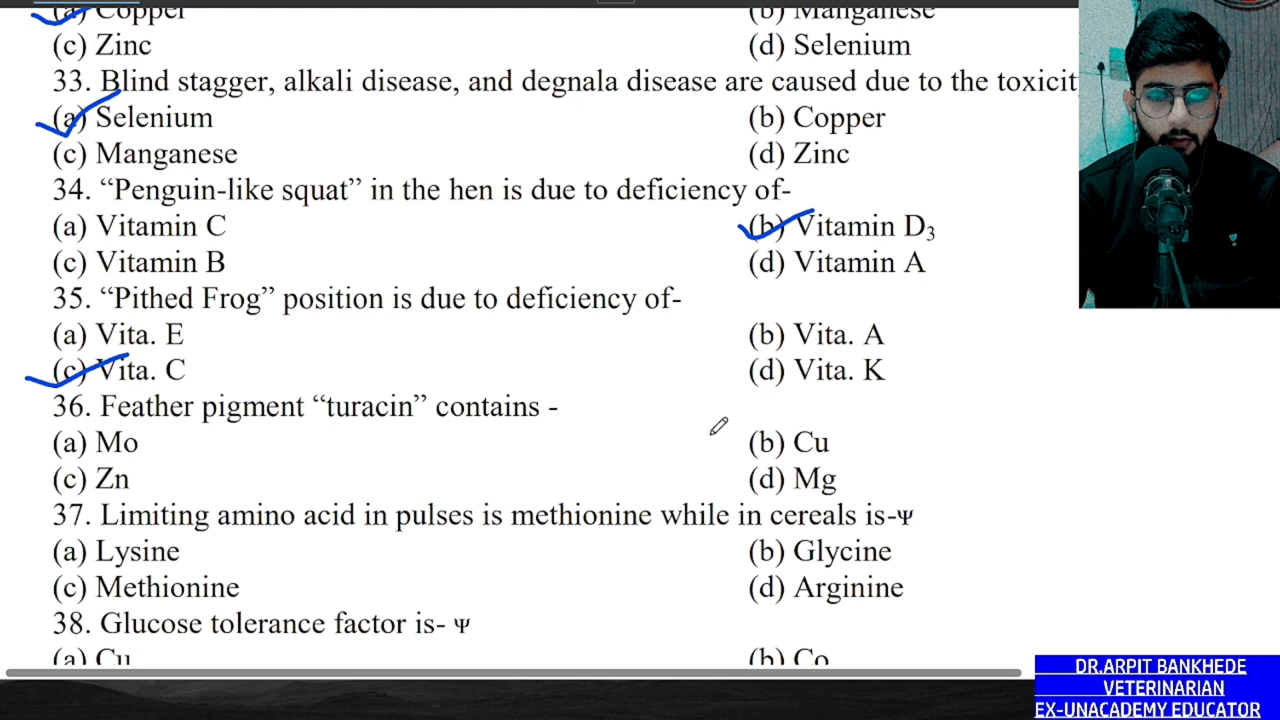 (a) Copper (b) Manganese
(c) Zinc (d) Selenium
33. Blind stagger, alkali disease, and degnala disease are caused due to the toxicit
(a) Selenium (b) Copper
(c) Manganese (d) Zinc
34. “Penguin-like squat” in the hen is due to deficiency of-
(a) Vitamin C (b) Vitamin D₃
(c) Vitamin B (d) Vitamin A
35. “Pithed Frog” position is due to deficiency of-
(a) Vita. E (b) Vita. A
(c) Vita. C (d) Vita. K
36. Feather pigment “turacin” contains -
(a) Mo (b) Cu
(c) Zn (d) Mg
37. Limiting amino acid in pulses is methionine while in cereals is-Ψ
(a) Lysine (b) Glycine
(c) Methionine (d) Arginine
38. Glucose tolerance factor is- Ψ
(a) Cu (b) Co
DR.ARPIT BANKHEDE
VETERINARIAN
EX-UNACADEMY EDUCATOR